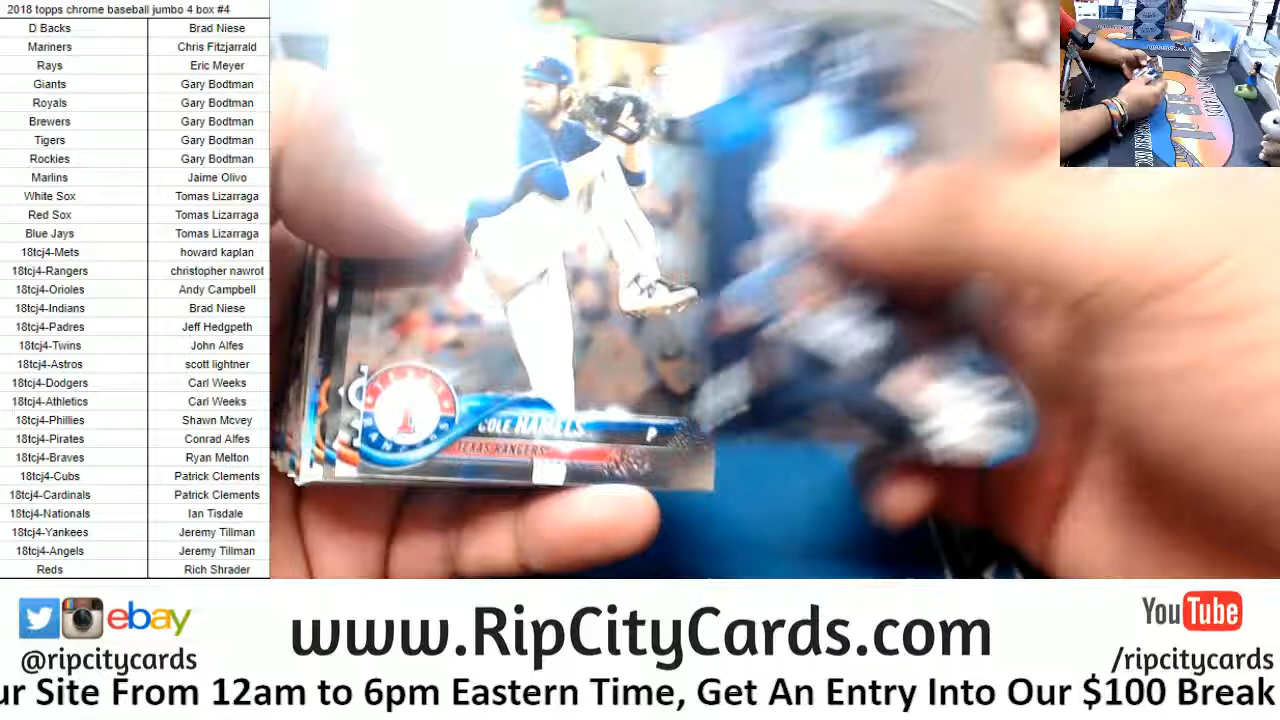 2018 topps chrome baseball jumbo 4 box #4
D Backs Brad Niese
Mariners Chris Fitzjarrald
Rays Eric Meyer
Giants Gary Bodtman
Royals Gary Bodtman
Brewers Gary Bodtman
Tigers Gary Bodtman
Rockies Gary Bodtman
Marlins Jaime Olivo
White Sox Tomas Lizarraga
Red Sox Tomas Lizarraga
Blue Jays Tomas Lizarraga
18tcj4-Mets howard kaplan
18tcj4-Rangers christopher nawrot
18tcj4-Orioles Andy Campbell
18tcj4-Indians Brad Niese
18tcj4-Padres Jeff Hedgpeth
18tcj4-Twins John Alfes
18tcj4-Astros scott lightner
18tcj4-Dodgers Carl Weeks
18tcj4-Athletics Carl Weeks
18tcj4-Phillies Shawn Mcvey
18tcj4-Pirates Conrad Alfes
18tcj4-Braves Ryan Melton
18tcj4-Cubs Patrick Clements
18tcj4-Cardinals Patrick Clements
18tcj4-Nationals Ian Tisdale
18tcj4-Yankees Jeremy Tillman
18tcj4-Angels Jeremy Tillman
Reds Rich Shrader
COLE HAMELS P
TEXAS RANGERS
ebay
@ripcitycards
www.RipCityCards.com
YouTube
/ripcitycards
ur Site From 12am to 6pm Eastern Time, Get An Entry Into Our $100 Break